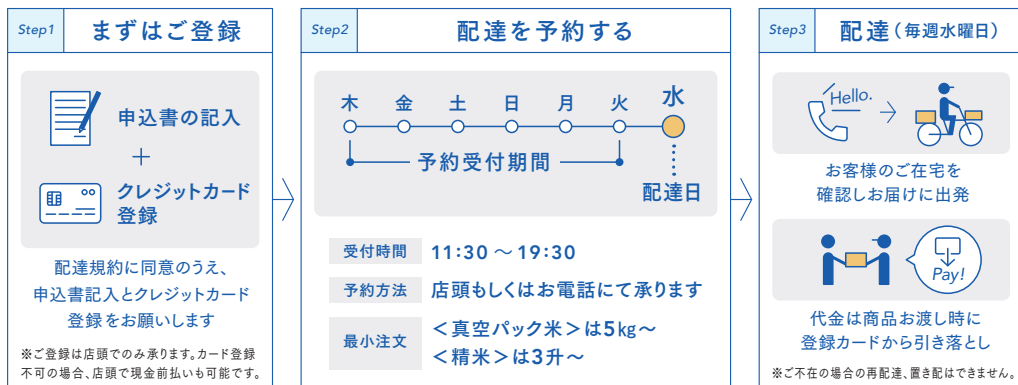 Step1
まずはご登録
申込書の記入
+
クレジットカード
登録
配達規約に同意のうえ、
申込書記入とクレジットカード
登録をお願いします
※ご登録は店頭でのみ承ります。カード登録
不可の場合、店頭で現金前払いも可能です。
Step2
配達を予約する
木 金 土 日 月 火 水
予約受付期間
配達日
受付時間 11:30 ~ 19:30
予約方法 店頭もしくはお電話にて承ります
最小注文 <真空パック米>は5kg~
<精米>は3升~
Step3
配達(毎週水曜日)
Hello.
お客様のご在宅を
確認しお届けに出発
Pay!
代金は商品お渡し時に
登録カードから引き落とし
※ご不在の場合の再配達、置き配はできません。